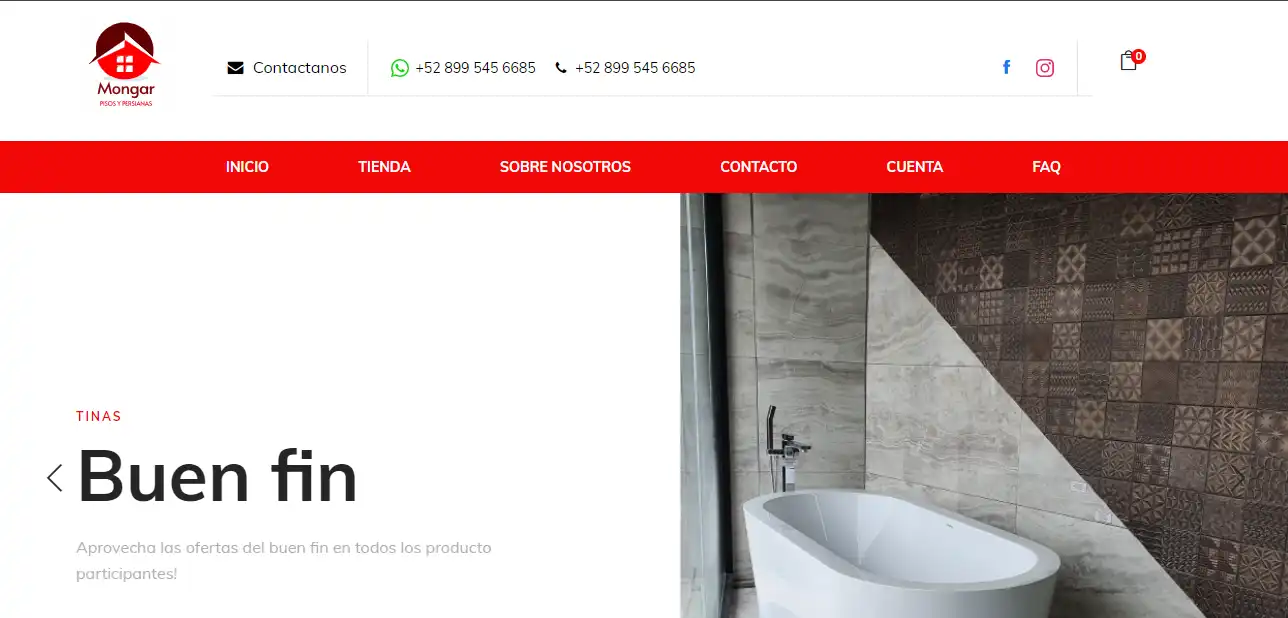 Mongar
PISOS Y PERSIANAS
Contactanos
+52 899 545 6685
+52 899 545 6685
0
INICIO
TIENDA
SOBRE NOSOTROS
CONTACTO
CUENTA
FAQ
TINAS
Buen fin
Aprovecha las ofertas del buen fin en todos los producto
participantes!